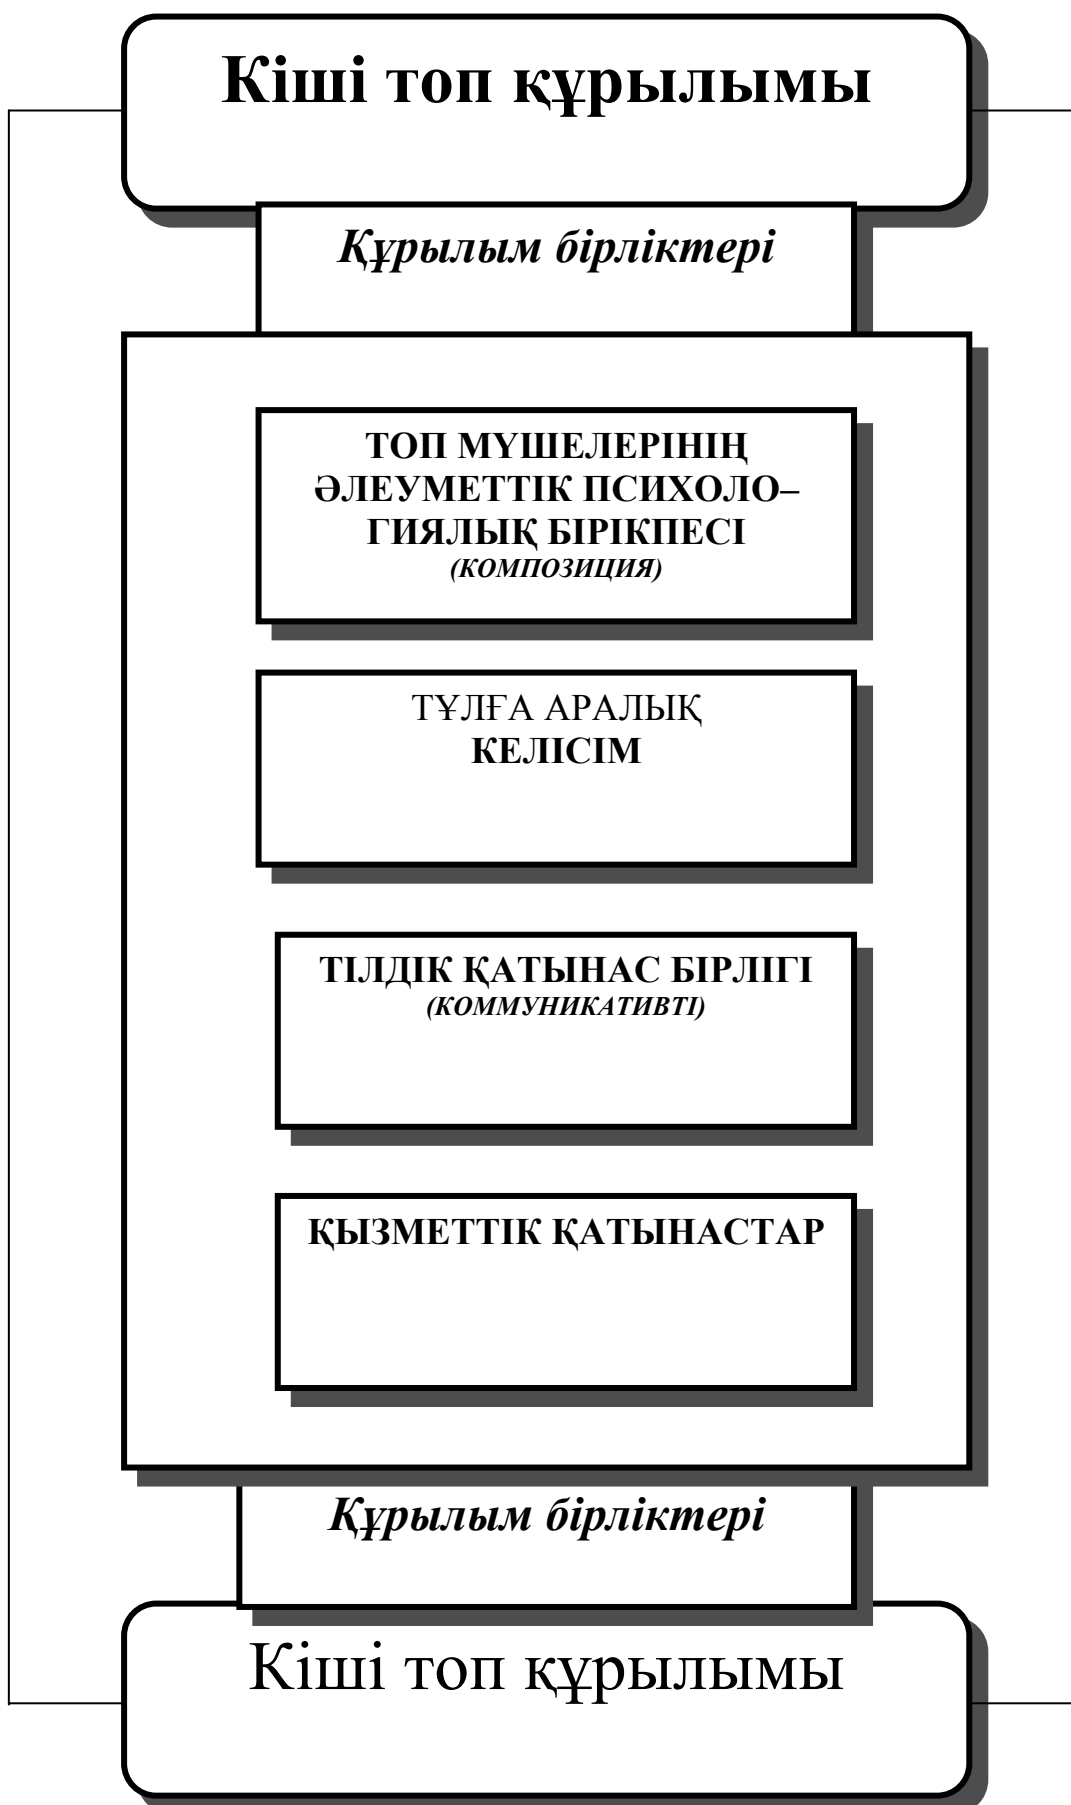 Кіші топ құрылымы
Құрылым бірліктері
ТОП МҮШЕЛЕРІНІҢ
ӘЛЕУМЕТТІК ПСИХОЛО–
ГИЯЛЫҚ БІРІКПЕСІ
(КОМПОЗИЦИЯ)
ТҰЛҒА АРАЛЫҚ
КЕЛІСІМ
ТІЛДІК ҚАТЫНАС БІРЛІГІ
(КОММУНИКАТИВТІ)
ҚЫЗМЕТТІК ҚАТЫНАСТАР
Құрылым бірліктері
Кіші топ құрылымы